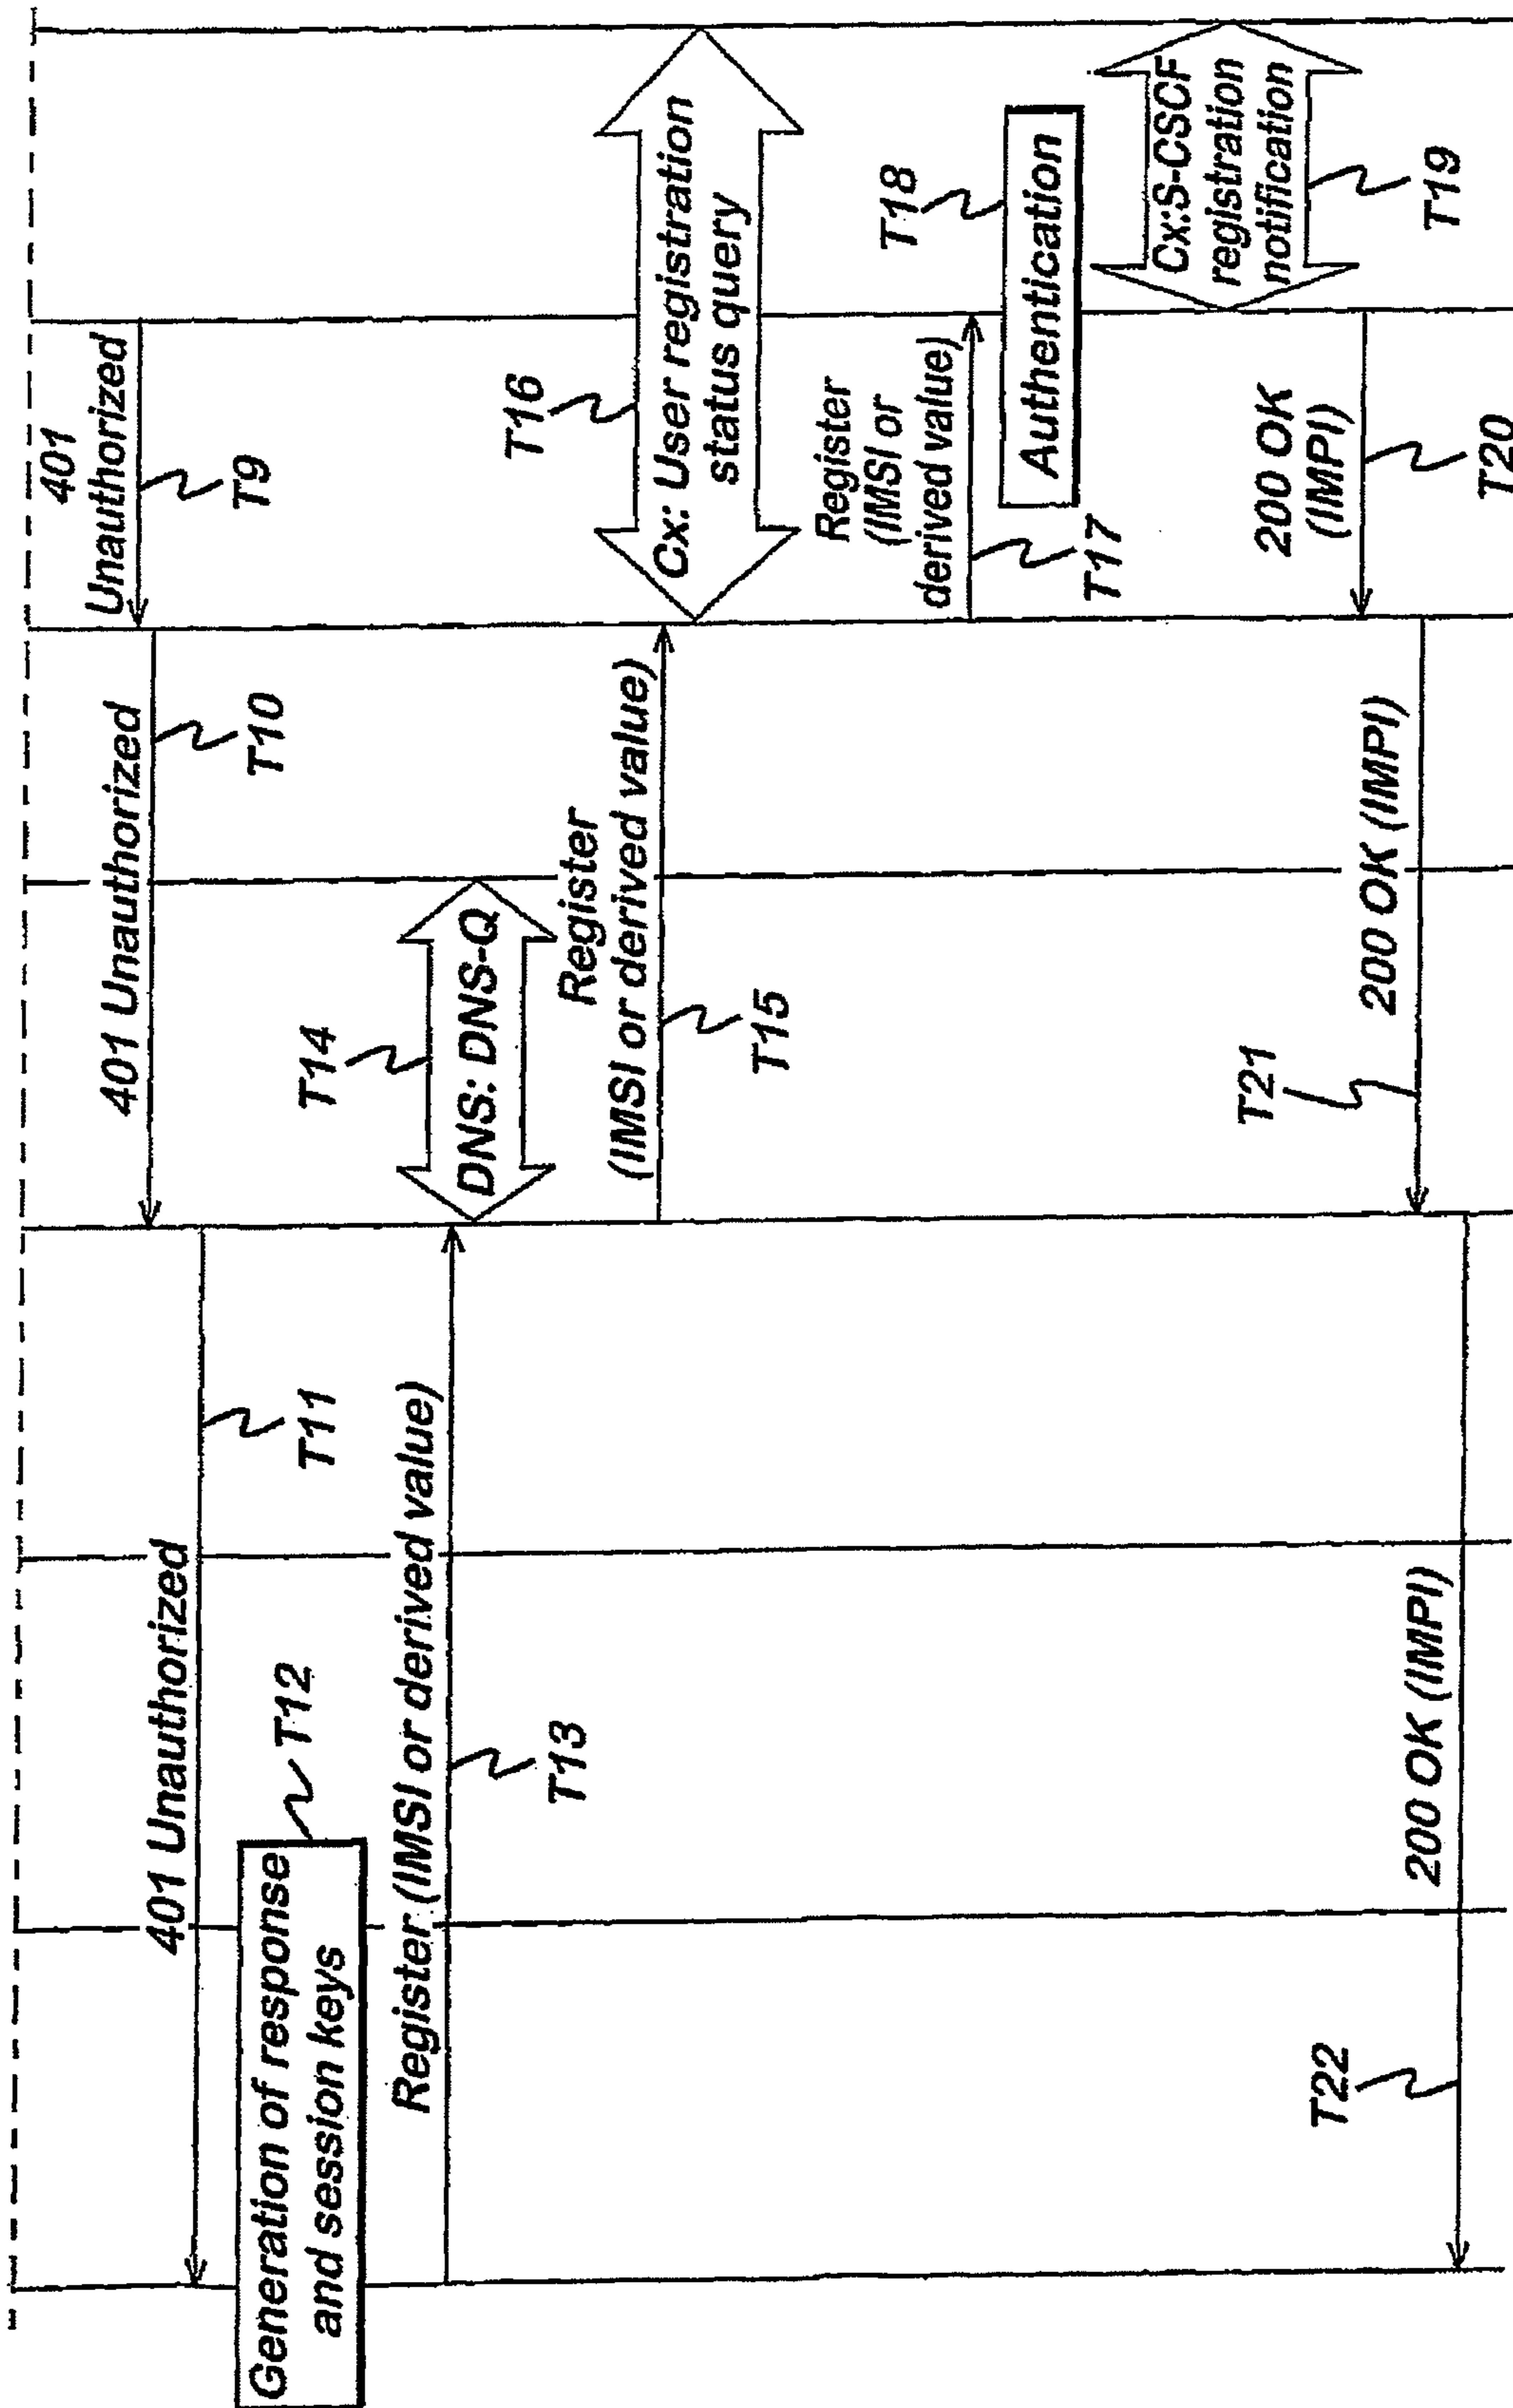 401
Unauthorized
T9
401 Unauthorized
T10
401 Unauthorized
T11
Generation of response
and session keys
T12
Register (IMSI or derived value)
T13
T14
DNS: DNS-Q
Register
(IMSI or derived value)
T15
T16
Cx: User registration
status query
Register
(IMSI or
derived value)
T17
T18
Authentication
Cx:S-CSCF
registration
notification
T19
200 OK
(IMPI)
T20
200 OK (IMPI)
T21
200 OK (IMPI)
T22